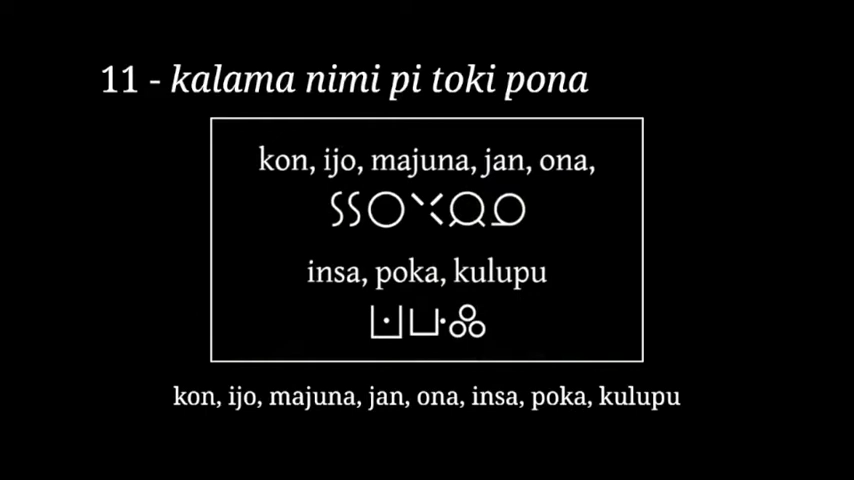 11 - kalama nimi pi toki pona
kon, ijo, majuna, jan, ona,
insa, poka, kulupu
kon, ijo, majuna, jan, ona, insa, poka, kulupu